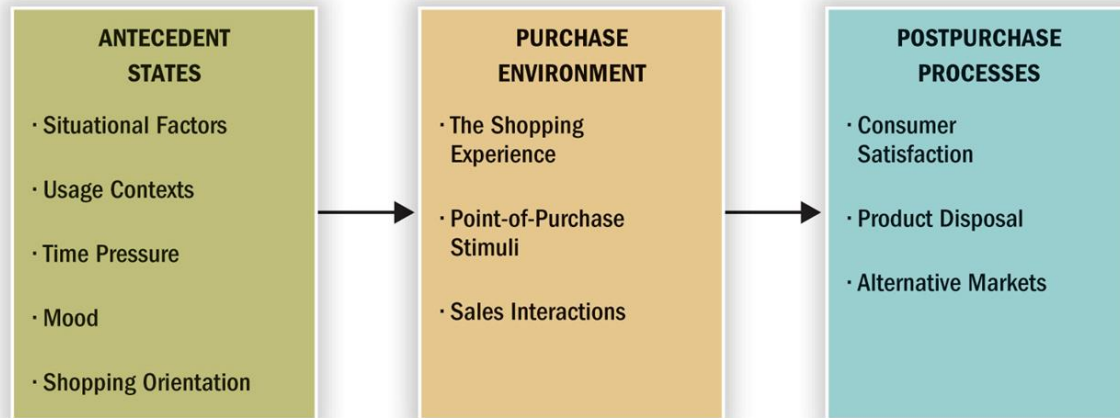 ANTECEDENT
STATES
· Situational Factors
· Usage Contexts
· Time Pressure
· Mood
· Shopping Orientation
PURCHASE
ENVIRONMENT
· The Shopping
Experience
· Point-of-Purchase
Stimuli
· Sales Interactions
POSTPURCHASE
PROCESSES
· Consumer
Satisfaction
· Product Disposal
· Alternative Markets